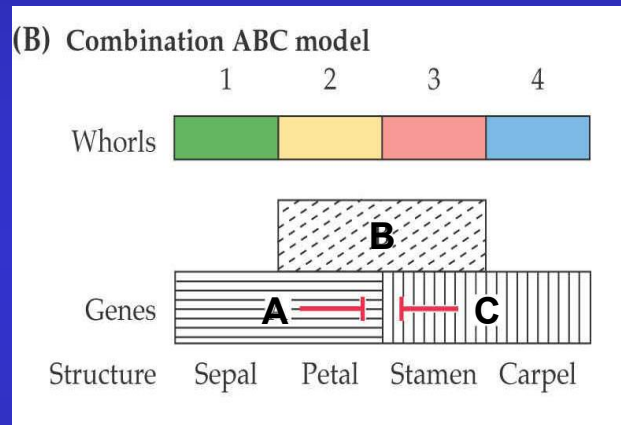 (B) Combination ABC model
1 2 3 4
Whorls
B
Genes A C
Structure Sepal Petal Stamen Carpel